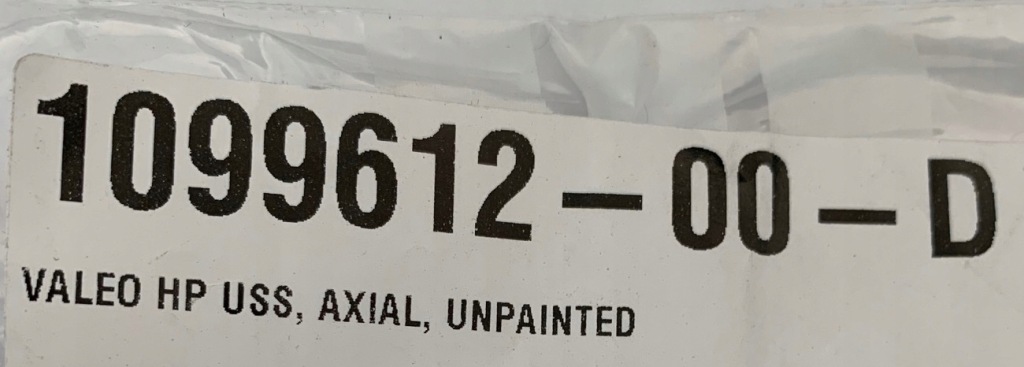 1099612-00-D
VALEO HP USS, AXIAL, UNPAINTED